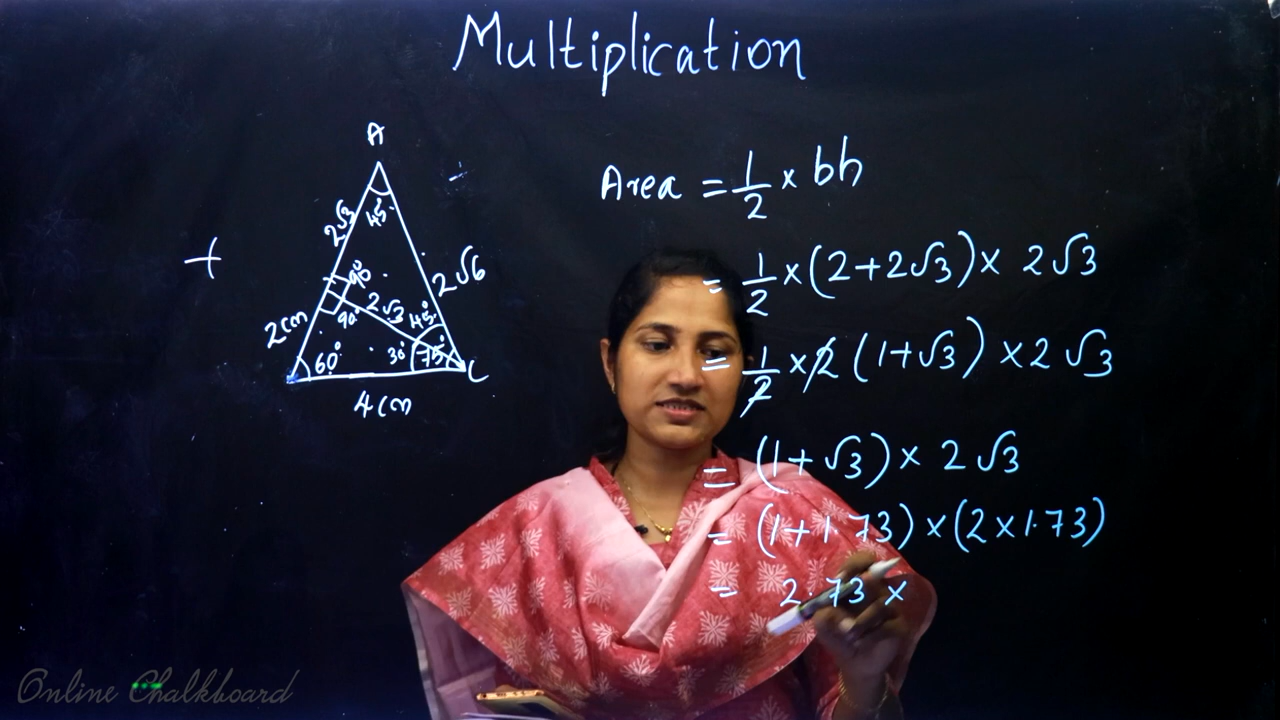 Multiplication
A
45°
2√3
90°
2√6
2√3
90°
45°
2cm
60°
30°
75°
C
4cm
+
Area = 1/2 × bh
= 1/2 × (2+2√3) × 2√3
= 1/2 × 2 (1+√3) × 2√3
= (1+√3) × 2√3
= (1+1.73) × (2×1.73)
= 2.73 ×
Online Chalkboard